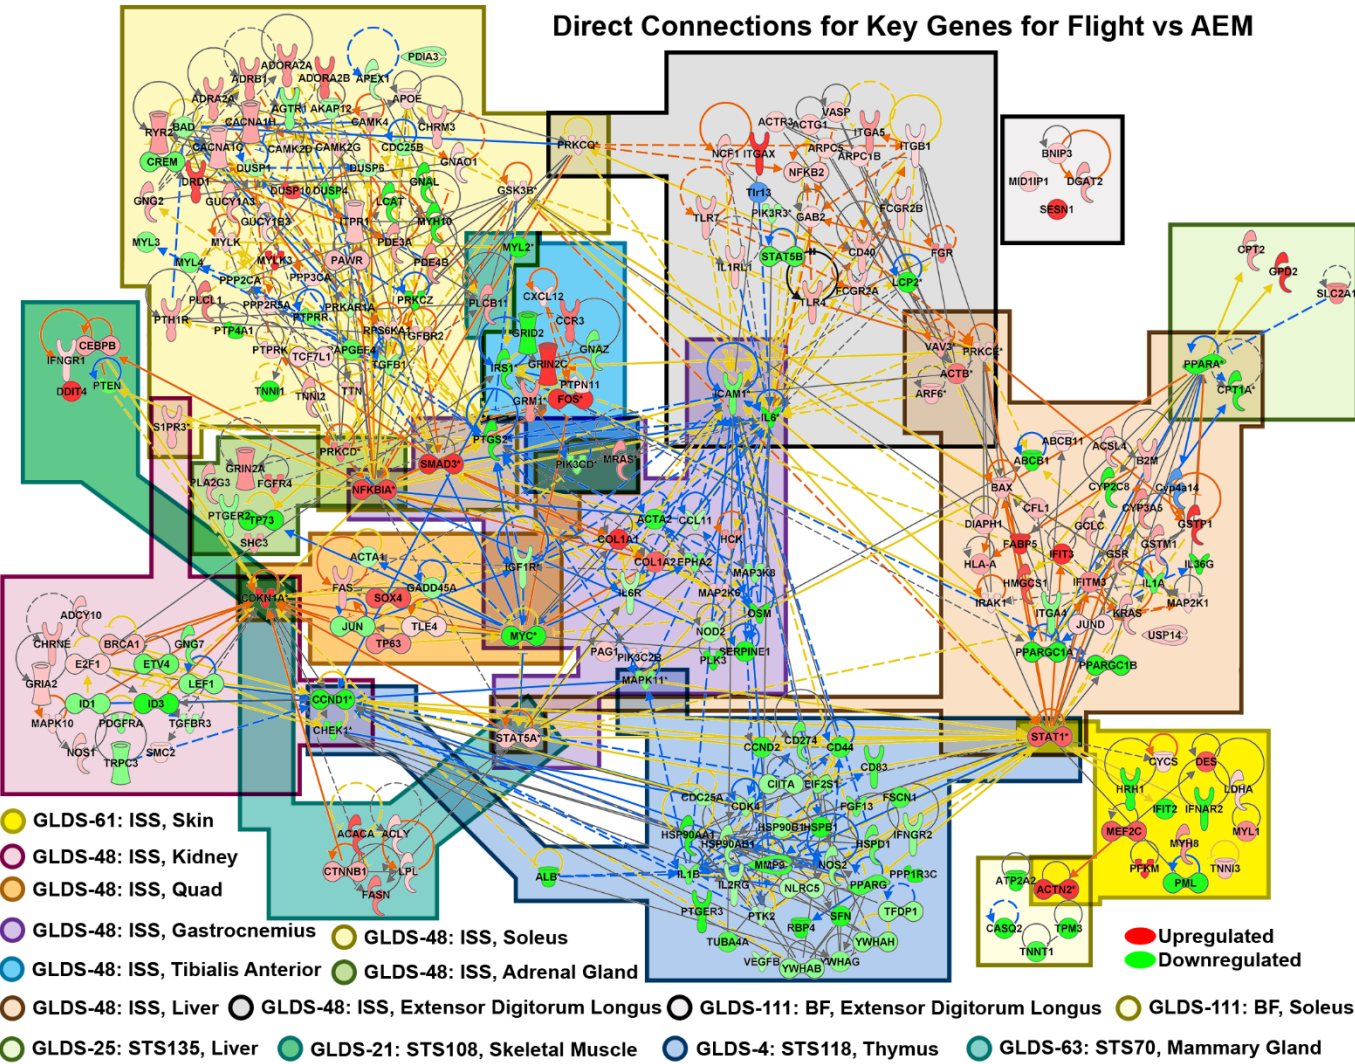 Direct Connections for Key Genes for Flight vs AEM
PDIA3
ADORA2A
ADRB1
ADORA2B
APEX1
ADRA2A
AGTR1
AKAP12
APOE
RYR2
BAD
CACNA1H
CAMK4
CHRM3
CREM
CACNA1C
CAMK2D
CAMK2G
CDC25B
GNAO1
DRD1
DUSP1
DUSP6
GNAL
GNG2
GUCY1A3
DUSP10
DUSP4
LCAT
GSK3B*
PRKCQ*
GUCY1B3
ITPR1
MYH10
MYL3
MYLK
PDE3A
MYL2*
MYL4
MYLK3
PAWR
PDE4B
PPP2CA
PPP3CA
PLCL1
PPP2R5A
PRKAR1A
PRKCZ
PLCB1
PTH1R
PTP4A1
PTPRR
RPS6KA1
TGFBR2
PTPRK
TCF7L1
APGEF4
TGFB1
TNNI1
TNNI2
TTN
CXCL12
CCR3
GRID2
GNAZ
IRS1*
GRIN2C
PTPN11
GRM1*
FOS*
PTGS2*
ACTR3
ACTG1
VASP
ITGA5
NCF1
ITGAX
ARPC5
ARPC1B
ITGB1
NFKB2
Tlr13
TLR7
PIK3R3*
GAB2
FCGR2B
STAT5B
CD40
FGR
IL1RL1
TLR4
FCGR2A
LCP2*
BNIP3
MID1IP1
DGAT2
SESN1
CPT2
GPD2
SLC2A1
PPARA*
CPT1A*
VAV3
PRKCE*
ACTB*
ARF6*
ICAM1*
IL6*
IFNGR1
CEBPB
DDIT4
PTEN
S1PR3*
PRKCD*
GRIN2A
PLA2G3
FGFR4
PTGER2
TP73
SHC3
NFKBIA*
SMAD3*
PIK3CD*
MRAS*
ACTA2
CCL11
COL1A1
HCK
COL1A2
EPHA2
IGF1R*
IL6R
MAP3K8
MAP2K6
OSM
NOD2
SERPINE1
PAG1
PIK3C2B
PLK3
MAPK11*
ACTA1
FAS
GADD45A
SOX4
JUN
TLE4
TP63
MYC*
CDKN1A*
ADCY10
CHRNE
BRCA1
GNG7
E2F1
ETV4
GRIA2
LEF1
ID1
ID3
MAPK10
PDGFRA
TGFBR3
NOS1
SMC2
TRPC3
CCND1*
CHEK1*
STAT5A*
STAT1*
ABCB11
ACSL4
ABCB1
B2M
BAX
CYP2C8
Cyp4a14
CFL1
CYP3A5
DIAPH1
GCLC
GSTP1
FABP5
IFIT3
GSR
GSTM1
HLA-A
IL36G
HMGCS1
IFITM3
IL1A
IRAK1
ITGA4
KRAS
MAP2K1
JUND
USP14
PPARGC1A
PPARGC1B
CYCS
DES
HRH1
LDHA
IFIT2
IFNAR2
MEF2C
MYH8
MYL1
PFKM
TNNI3
PML
ATP2A2
ACTN2*
CASQ2
TPM3
TNNT1
ACACA
ACLY
CTNNB1
LPL
FASN
CCND2
CD274
CD44
CD83
CIITA
EIF2S1
CDC25A
CDK4
FGF13
FSCN1
HSP90AA1
HSP90B1
HSPB1
IFNGR2
HSP90AB1
HSPD1
ALB*
IL1B
IL2RG
MMP9
NOS2
NLRC5
PPARG
PPP1R3C
PTGER3
PTK2
RBP4
SFN
TFDP1
TUBA4A
YWHAH
VEGFB
YWHAB
YWHAG
Upregulated
Downregulated
GLDS-61: ISS, Skin
GLDS-48: ISS, Kidney
GLDS-48: ISS, Quad
GLDS-48: ISS, Gastrocnemius
GLDS-48: ISS, Soleus
GLDS-48: ISS, Tibialis Anterior
GLDS-48: ISS, Adrenal Gland
GLDS-48: ISS, Liver
GLDS-48: ISS, Extensor Digitorum Longus
GLDS-111: BF, Extensor Digitorum Longus
GLDS-111: BF, Soleus
GLDS-25: STS135, Liver
GLDS-21: STS108, Skeletal Muscle
GLDS-4: STS118, Thymus
GLDS-63: STS70, Mammary Gland